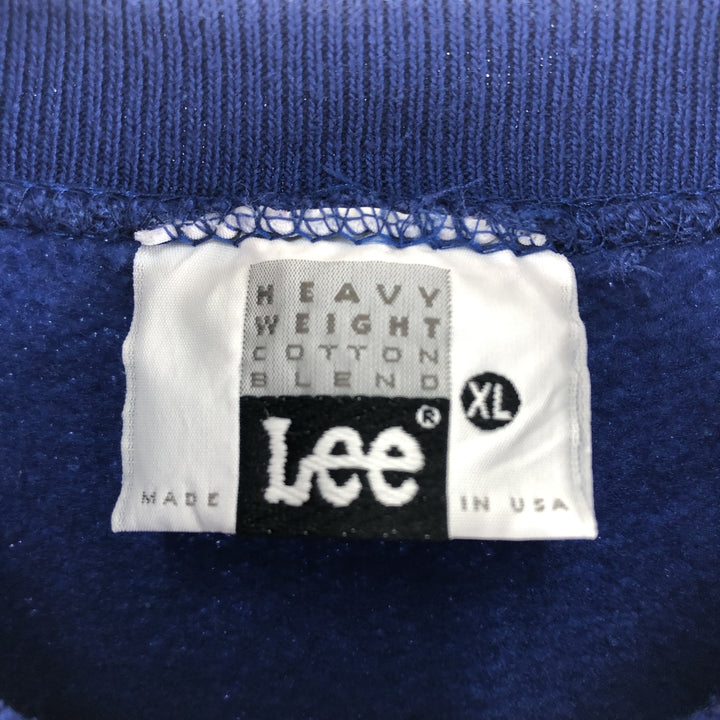 HEAVY
WEIGHT
COTTON
BLEND
XL
Lee®
MADE IN USA